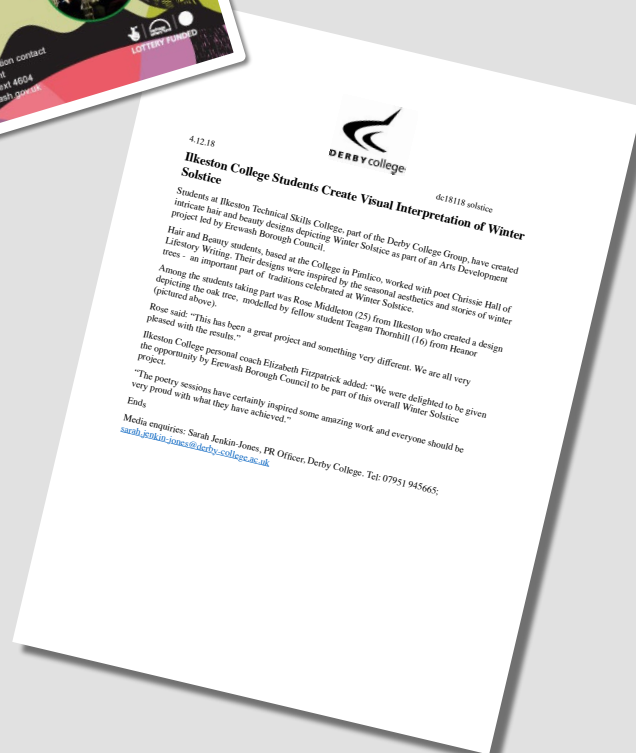 tion contact
nt
ext 4604
ash.gov.uk
LOTTERY FUNDED
DERBY college
4.12.18
dc18118 solstice
Ilkeston College Students Create Visual Interpretation of Winter
Solstice
Students at Ilkeston Technical Skills College, part of the Derby College Group, have created
intricate hair and beauty designs depicting Winter Solstice as part of an Arts Development
project led by Erewash Borough Council.
Hair and Beauty students, based at the College in Pimlico, worked with poet Chrissie Hall of
Lifestory Writing. Their designs were inspired by the seasonal aesthetics and stories of winter
trees - an important part of traditions celebrated at Winter Solstice.
Among the students taking part was Rose Middleton (25) from Ilkeston who created a design
depicting the oak tree, modelled by fellow student Teagan Thornhill (16) from Heanor
(pictured above).
Rose said: “This has been a great project and something very different. We are all very
pleased with the results.”
Ilkeston College personal coach Elizabeth Fitzpatrick added: “We were delighted to be given
the opportunity by Erewash Borough Council to be part of this overall Winter Solstice
project.
“The poetry sessions have certainly inspired some amazing work and everyone should be
very proud with what they have achieved.”
Ends
Media enquiries: Sarah Jenkin-Jones, PR Officer, Derby College. Tel: 07951 945665;
sarah.jenkin-jones@derby-college.ac.uk